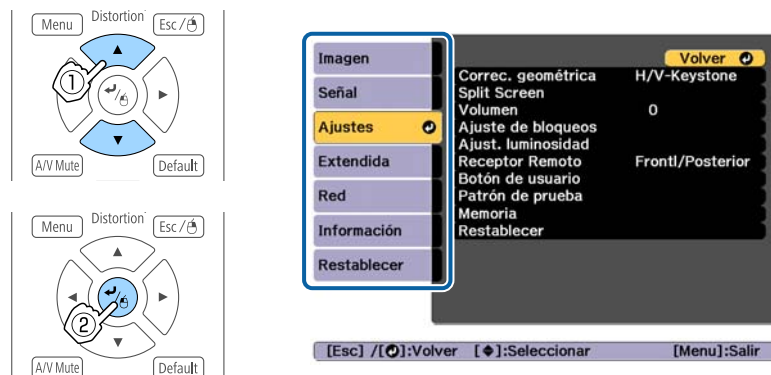 Menu Distortion Esc /
1
A/V Mute Default
Menu Distortion Esc /
2
A/V Mute Default
Imagen
Señal
Ajustes
Extendida
Red
Información
Restablecer
Volver
Correc. geométrica H/V-Keystone
Split Screen
Volumen 0
Ajuste de bloqueos
Ajust. luminosidad
Receptor Remoto Frontl/Posterior
Botón de usuario
Patrón de prueba
Memoria
Restablecer
[Esc] /[ ]:Volver [ ]:Seleccionar [Menu]:Salir